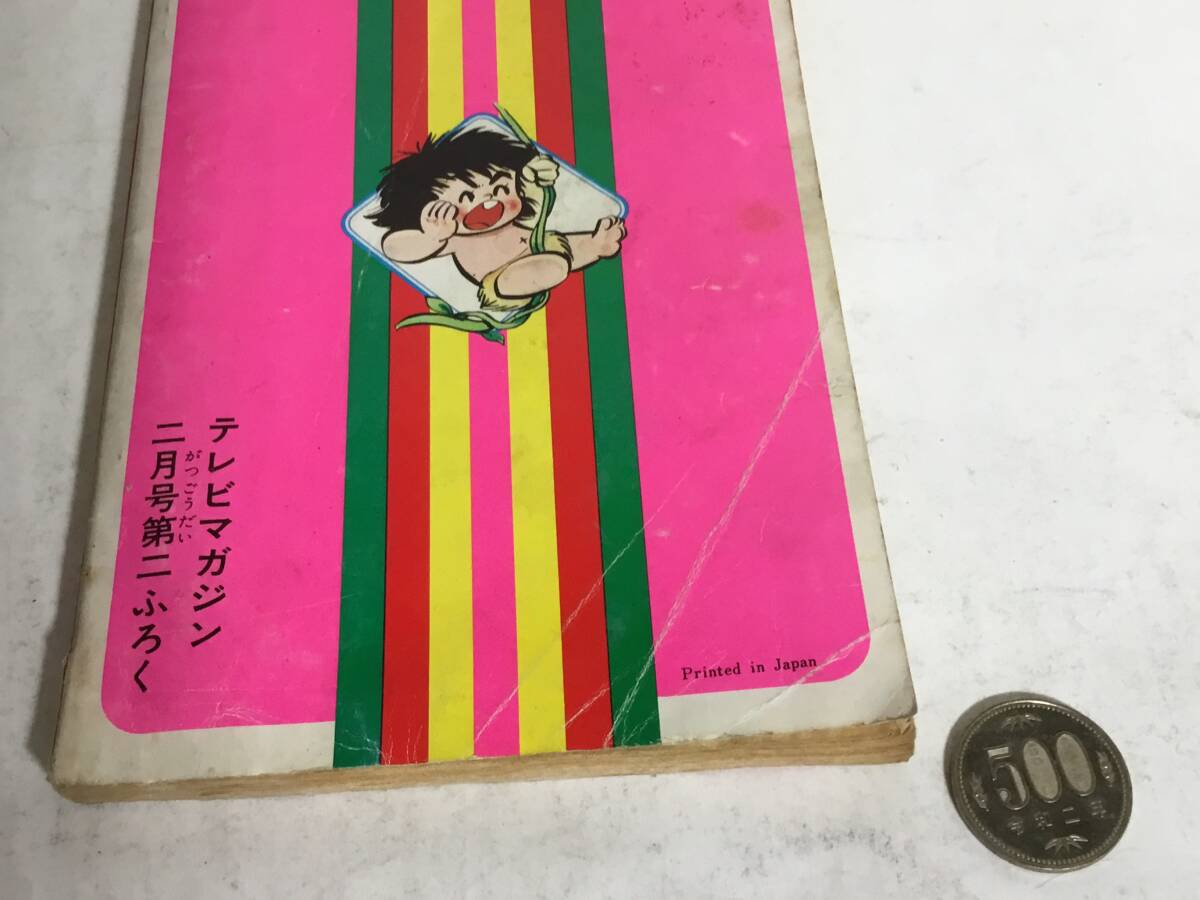 テレビマガジン
二月号第二ふろく
がつごうだい
Printed in Japan
500
令和二年